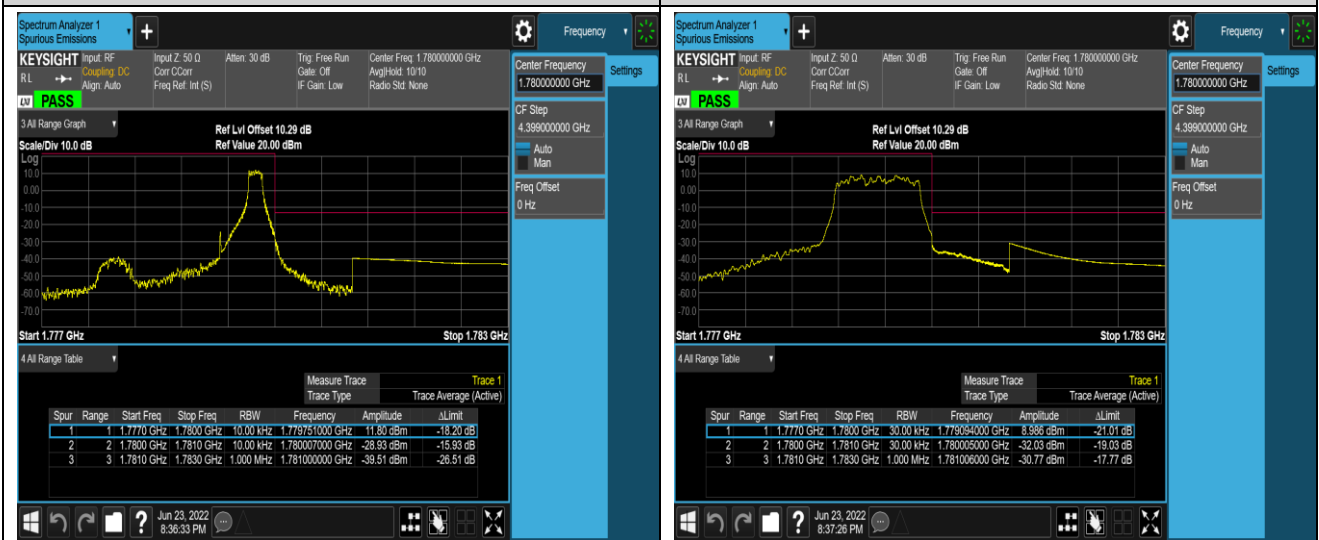 Spectrum Analyzer 1
Spurious Emissions
Frequency
KEYSIGHT Input: RF Input Z: 50 Ω Atten: 30 dB Trig: Free Run Center Freq: 1.780000000 GHz
Coupling: DC Corr CCorr Gate: Off Avg|Hold: 10/10
R L Align: Auto Freq Ref: Int (S) IF Gain: Low Radio Std: None
LXI PASS
Center Frequency
1.780000000 GHz
Settings
CF Step
4.399000000 GHz
Auto
Man
Freq Offset
0 Hz
3 All Range Graph
Ref Lvl Offset 10.29 dB
Scale/Div 10.0 dB Ref Value 20.00 dBm
Log
10.0
0.00
-10.0
-20.0
-30.0
-40.0
-50.0
-60.0
-70.0
Start 1.777 GHz Stop 1.783 GHz
4 All Range Table
Measure Trace Trace 1
Trace Type Trace Average (Active)
Spur Range Start Freq Stop Freq RBW Frequency Amplitude ΔLimit
1 1 1.7770 GHz 1.7800 GHz 10.00 kHz 1.779751000 GHz 11.80 dBm -18.20 dB
2 2 1.7800 GHz 1.7810 GHz 10.00 kHz 1.780007000 GHz -28.93 dBm -15.93 dB
3 3 1.7810 GHz 1.7830 GHz 1.000 MHz 1.781000000 GHz -39.51 dBm -26.51 dB
?
Jun 23, 2022
8:36:33 PM
Spectrum Analyzer 1
Spurious Emissions
Frequency
KEYSIGHT Input: RF Input Z: 50 Ω Atten: 30 dB Trig: Free Run Center Freq: 1.780000000 GHz
Coupling: DC Corr CCorr Gate: Off Avg|Hold: 10/10
R L Align: Auto Freq Ref: Int (S) IF Gain: Low Radio Std: None
LXI PASS
Center Frequency
1.780000000 GHz
Settings
CF Step
4.399000000 GHz
Auto
Man
Freq Offset
0 Hz
3 All Range Graph
Ref Lvl Offset 10.29 dB
Scale/Div 10.0 dB Ref Value 20.00 dBm
Log
10.0
0.00
-10.0
-20.0
-30.0
-40.0
-50.0
-60.0
-70.0
Start 1.777 GHz Stop 1.783 GHz
4 All Range Table
Measure Trace Trace 1
Trace Type Trace Average (Active)
Spur Range Start Freq Stop Freq RBW Frequency Amplitude ΔLimit
1 1 1.7770 GHz 1.7800 GHz 30.00 kHz 1.779094000 GHz 8.986 dBm -21.01 dB
2 2 1.7800 GHz 1.7810 GHz 30.00 kHz 1.780005000 GHz -32.03 dBm -19.03 dB
3 3 1.7810 GHz 1.7830 GHz 1.000 MHz 1.781006000 GHz -30.77 dBm -17.77 dB
?
Jun 23, 2022
8:37:26 PM